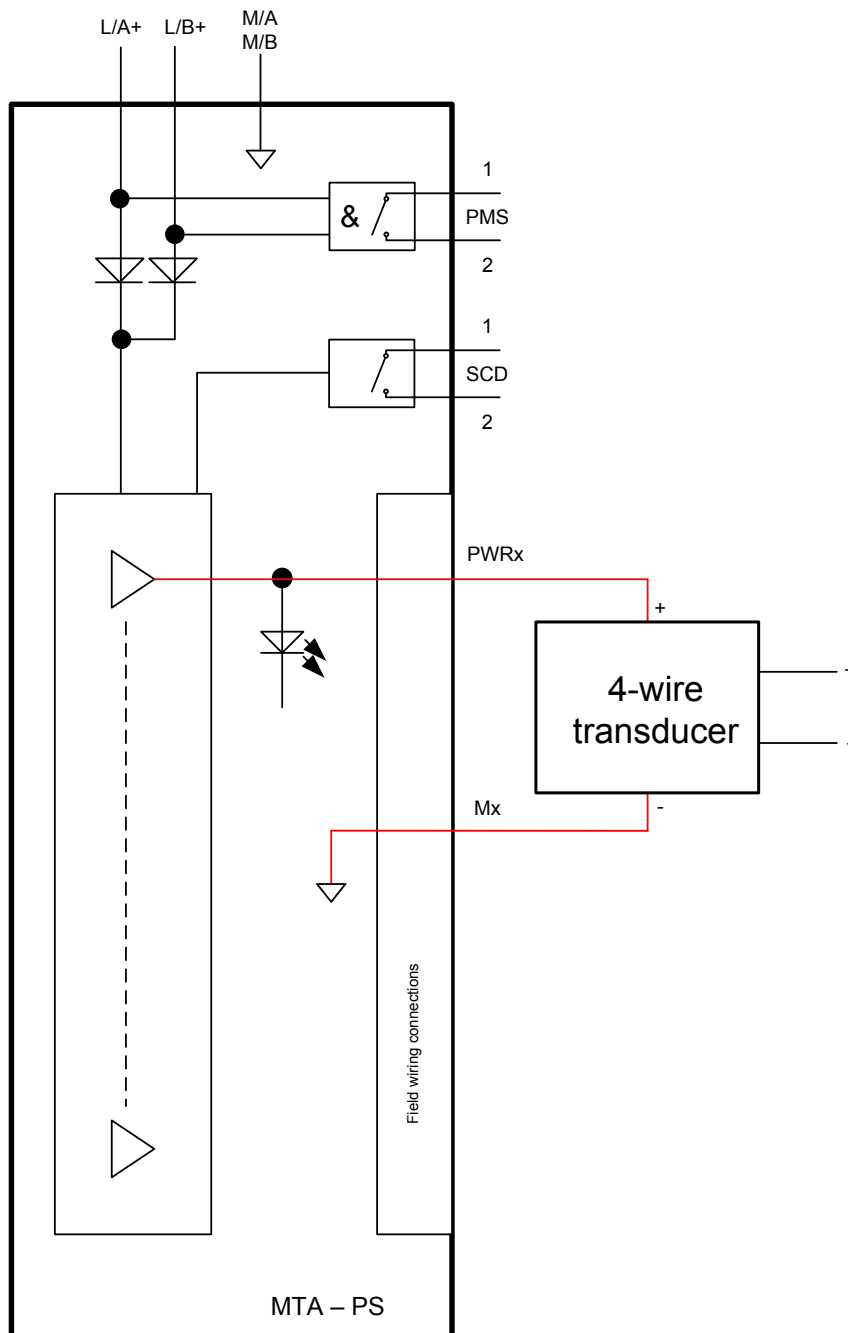 L/A+ L/B+ M/A
M/B
&
1
PMS
2
1
SCD
2
PWRx
+
4-wire
transducer
Mx
-
Field wiring connections
MTA – PS